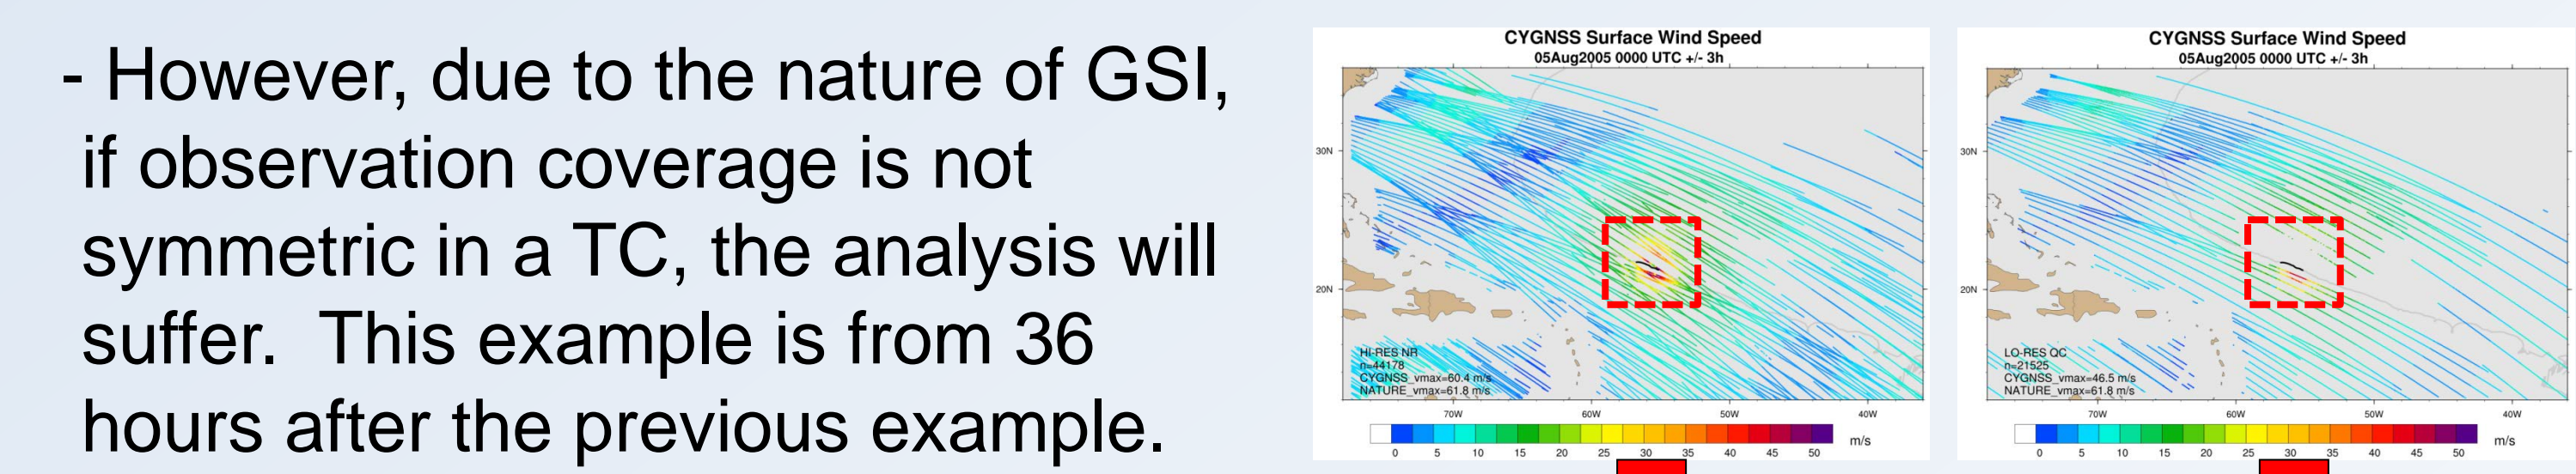 - However, due to the nature of GSI,
if observation coverage is not
symmetric in a TC, the analysis will
suffer.  This example is from 36
hours after the previous example.
CYGNSS Surface Wind Speed
05Aug2005 0000 UTC +/- 3h
30N
20N
HI-RES NR
n=44178
CYGNSS_vmax=60.4 m/s
NATURE_vmax=61.8 m/s
70W 60W 50W 40W
0 5 10 15 20 25 30 35 40 45 50 m/s
CYGNSS Surface Wind Speed
05Aug2005 0000 UTC +/- 3h
30N
20N
LO-RES QC
n=21525
CYGNSS_vmax=46.5 m/s
NATURE_vmax=61.8 m/s
70W 60W 50W 40W
0 5 10 15 20 25 30 35 40 45 50 m/s